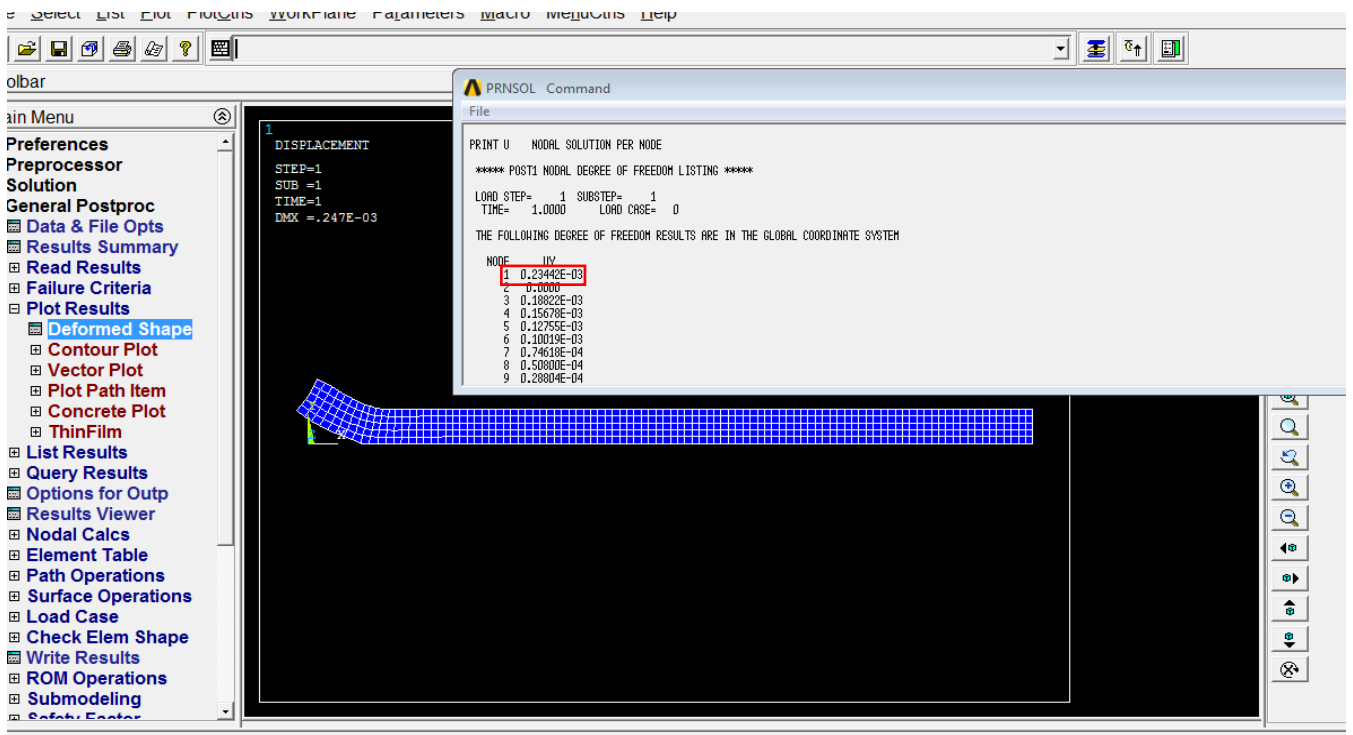 e Select List Plot PlotCtrls WorkPlane Parameters Macro MenuCtrls Help
olbar
ain Menu
Preferences
Preprocessor
Solution
General Postproc
Data & File Opts
Results Summary
Read Results
Failure Criteria
Plot Results
Deformed Shape
Contour Plot
Vector Plot
Plot Path Item
Concrete Plot
ThinFilm
List Results
Query Results
Options for Outp
Results Viewer
Nodal Calcs
Element Table
Path Operations
Surface Operations
Load Case
Check Elem Shape
Write Results
ROM Operations
Submodeling
Safety Factor
1
DISPLACEMENT
STEP=1
SUB =1
TIME=1
DMX =.247E-03
X
PRNSOL Command
File
PRINT U NODAL SOLUTION PER NODE
***** POST1 NODAL DEGREE OF FREEDOM LISTING *****
LOAD STEP= 1 SUBSTEP= 1
TIME= 1.0000 LOAD CASE= 0
THE FOLLOWING DEGREE OF FREEDOM RESULTS ARE IN THE GLOBAL COORDINATE SYSTEM
NODE UY
1 0.23442E-03
2 0.0000
3 0.18822E-03
4 0.15678E-03
5 0.12755E-03
6 0.10019E-03
7 0.74618E-04
8 0.50800E-04
9 0.28804E-04